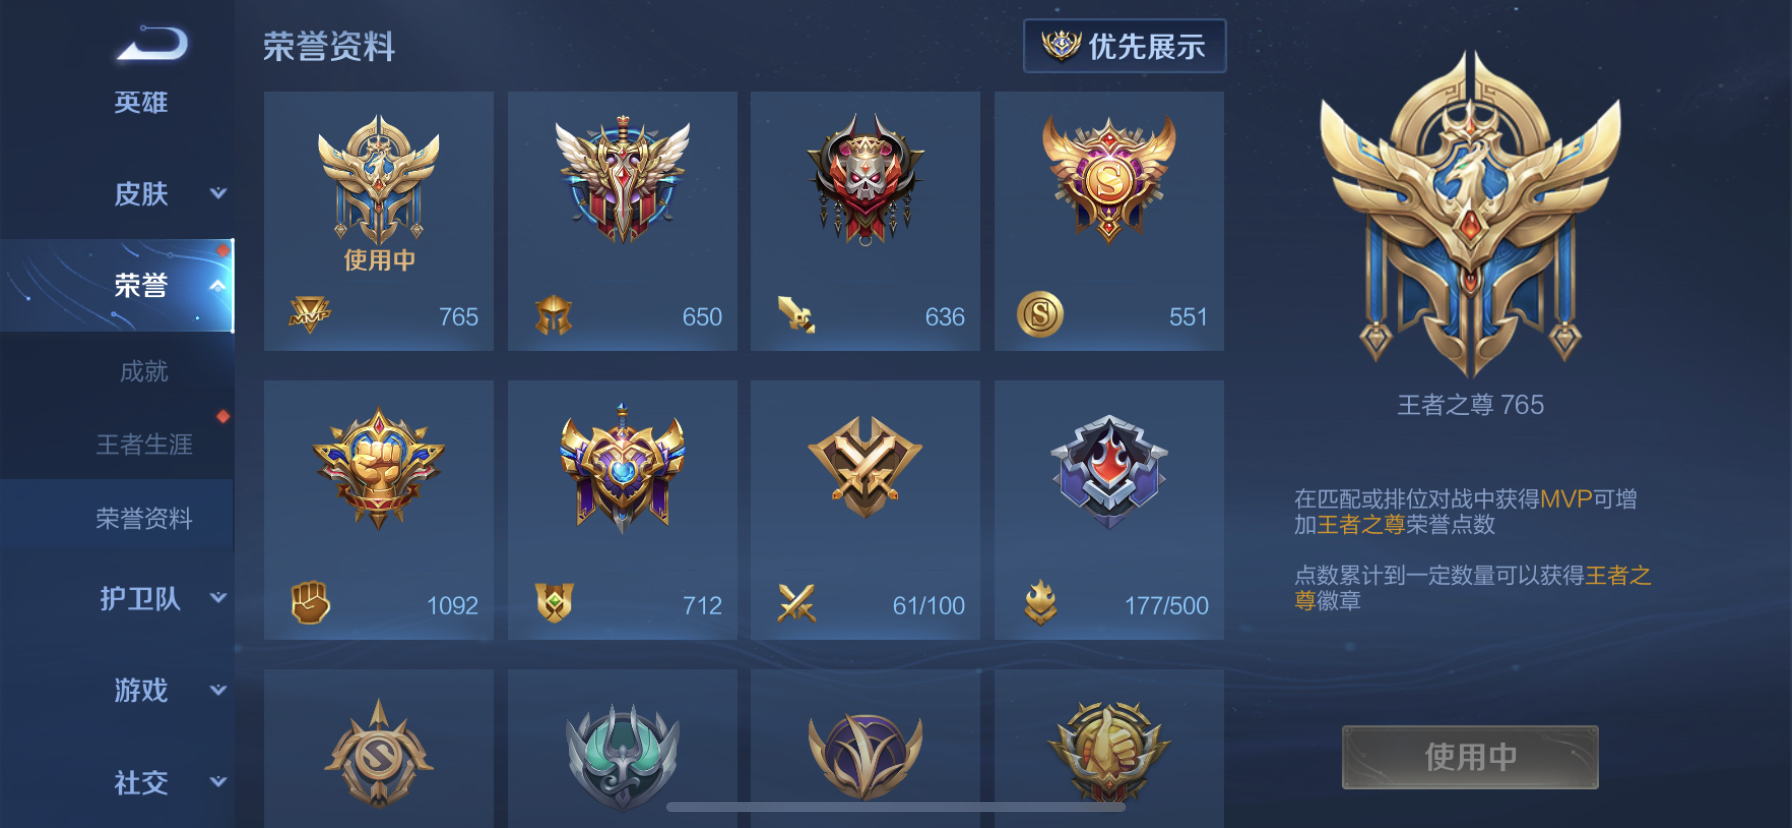 荣誉资料
优先展示
英雄
皮肤
荣誉
成就
王者生涯
荣誉资料
护卫队
游戏
社交
使用中
MVP
765
650
636
S
S
551
1092
712
61/100
177/500
王者之尊 765
在匹配或排位对战中获得MVP可增
加王者之尊荣誉点数
点数累计到一定数量可以获得王者之
尊徽章
使用中